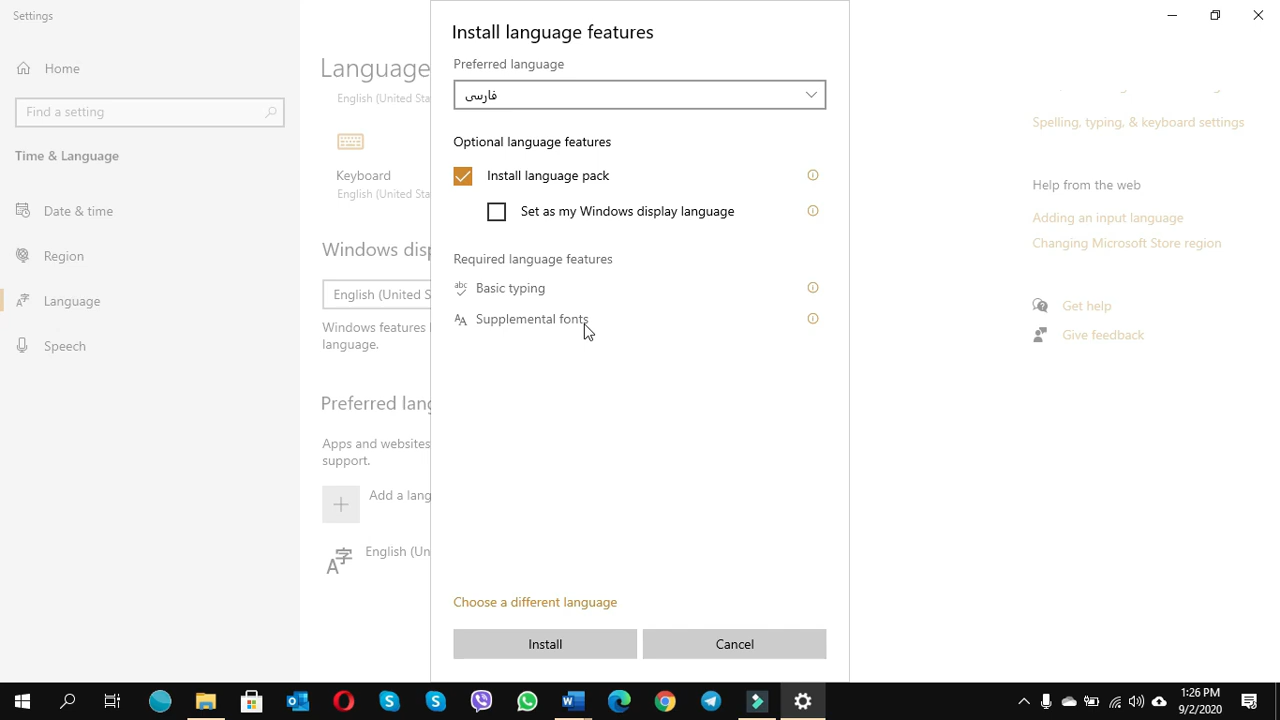 Settings
Home
Find a setting
Time & Language
Date & time
Region
Language
Speech
Language
English (United Sta
Keyboard
English (United Sta
Windows disp
English (United S
Windows features
language.
Preferred lang
Apps and websites
support.
Add a lang
English (Un
Install language features
Preferred language
فارسی
Optional language features
Install language pack
Set as my Windows display language
Required language features
abc
Basic typing
Supplemental fonts
Choose a different language
Install
Cancel
Spelling, typing, & keyboard settings
Help from the web
Adding an input language
Changing Microsoft Store region
Get help
Give feedback
1:26 PM
9/2/2020